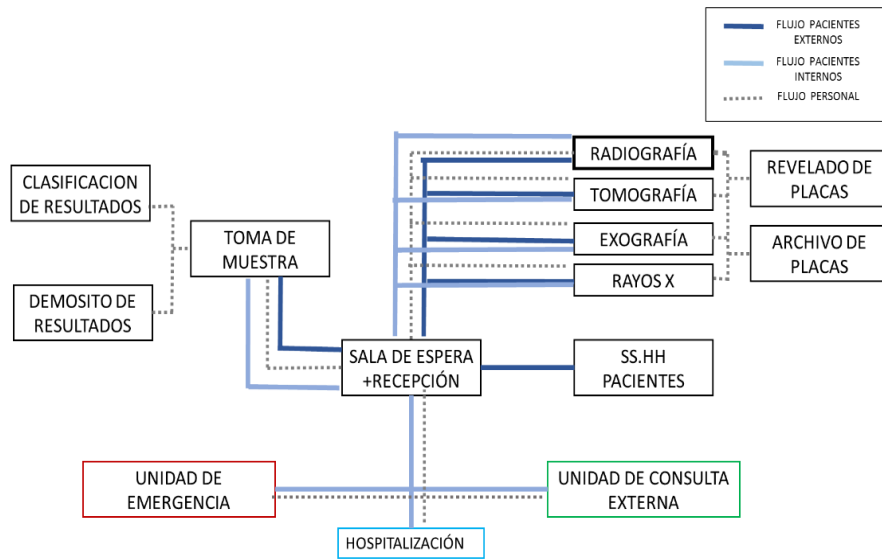 FLUJO PACIENTES
EXTERNOS
FLUJO PACIENTES
INTERNOS
FLUJO PERSONAL
RADIOGRAFÍA
TOMOGRAFÍA
EXOGRAFÍA
RAYOS X
REVELADO DE
PLACAS
ARCHIVO DE
PLACAS
CLASIFICACION
DE RESULTADOS
TOMA DE
MUESTRA
DEMOSITO DE
RESULTADOS
SALA DE ESPERA
+RECEPCIÓN
SS.HH
PACIENTES
UNIDAD DE
EMERGENCIA
UNIDAD DE CONSULTA
EXTERNA
HOSPITALIZACIÓN